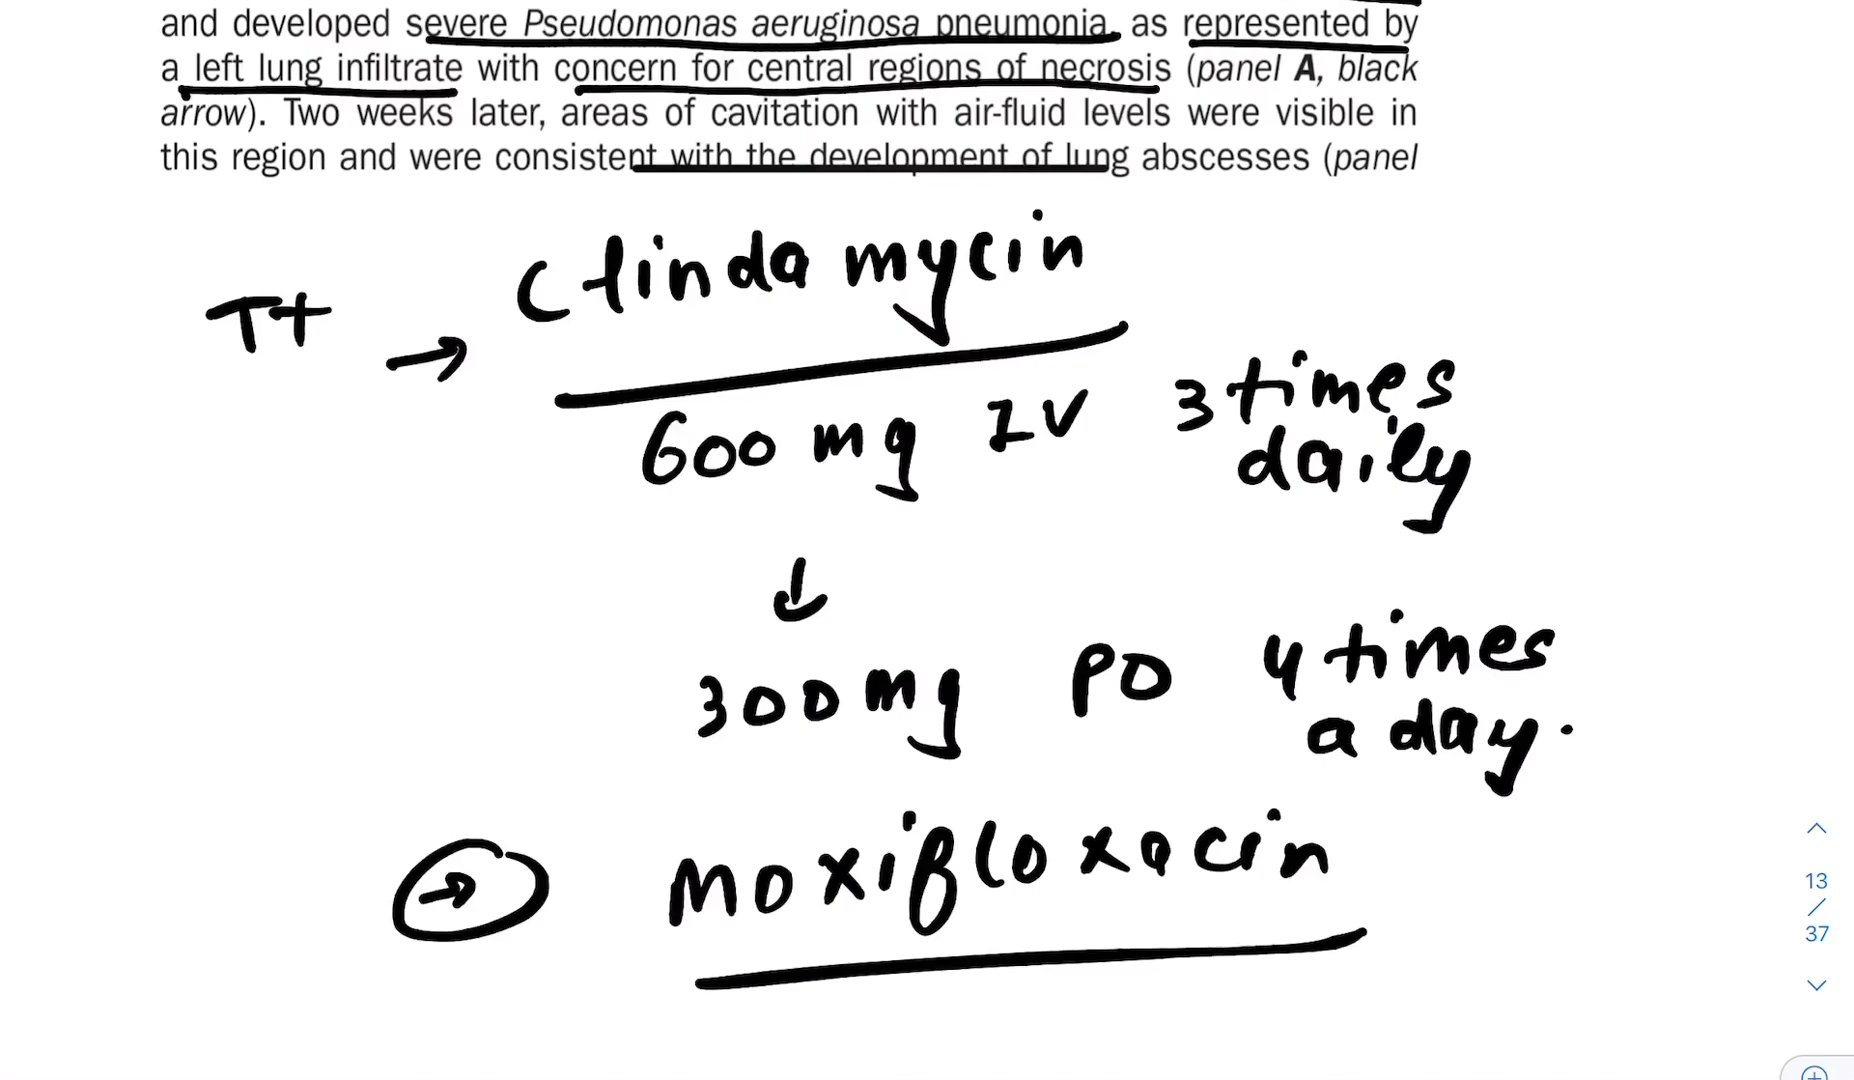 and developed severe Pseudomonas aeruginosa pneumonia, as represented by
a left lung infiltrate with concern for central regions of necrosis (panel A, black
arrow). Two weeks later, areas of cavitation with air-fluid levels were visible in
this region and were consistent with the development of lung abscesses (panel
Tt → Clindamycin
600 mg IV 3 times
daily
↓
300 mg PO 4 times
a day.
→ Moxifloxacin
13
/
37